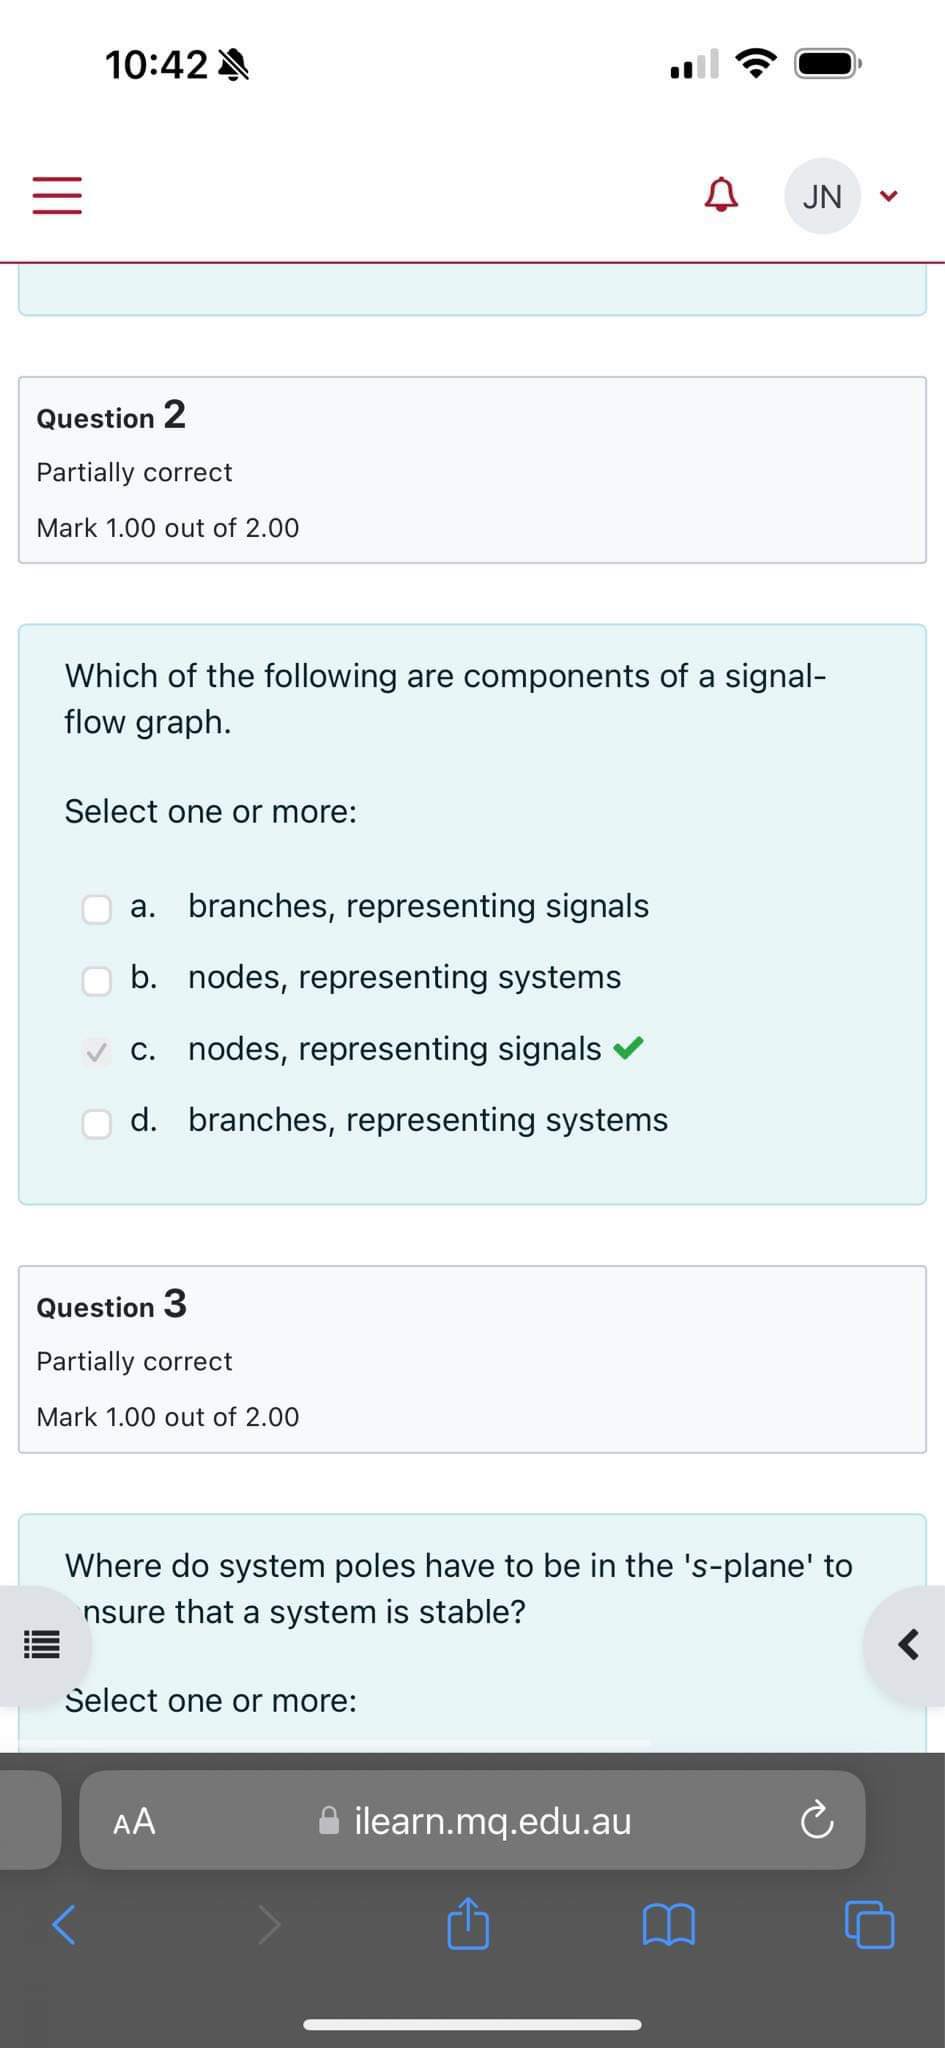 10:42
JN
Question 2
Partially correct
Mark 1.00 out of 2.00
Which of the following are components of a signal-
flow graph.
Select one or more:
a. branches, representing signals
b. nodes, representing systems
c. nodes, representing signals
d. branches, representing systems
Question 3
Partially correct
Mark 1.00 out of 2.00
Where do system poles have to be in the 's-plane' to
nsure that a system is stable?
Select one or more:
AA ilearn.mq.edu.au